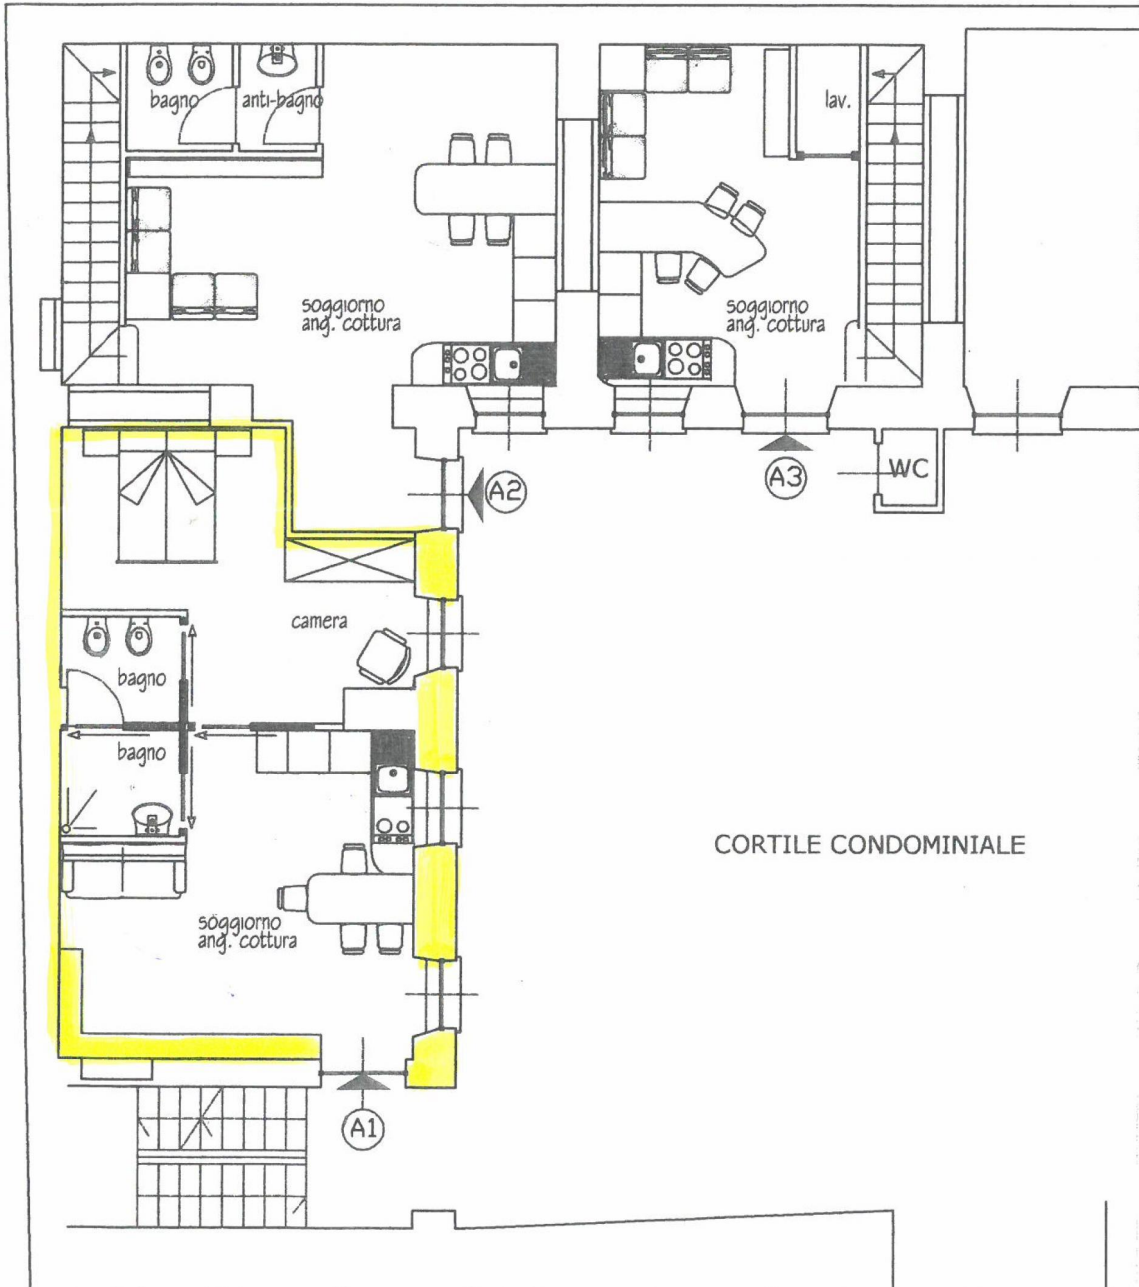 bagno
anti-bagno
lav.
soggiorno
ang. cottura
soggiorno
ang. cottura
A2
A3
WC
camera
bagno
bagno
CORTILE CONDOMINIALE
soggiorno
ang. cottura
A1